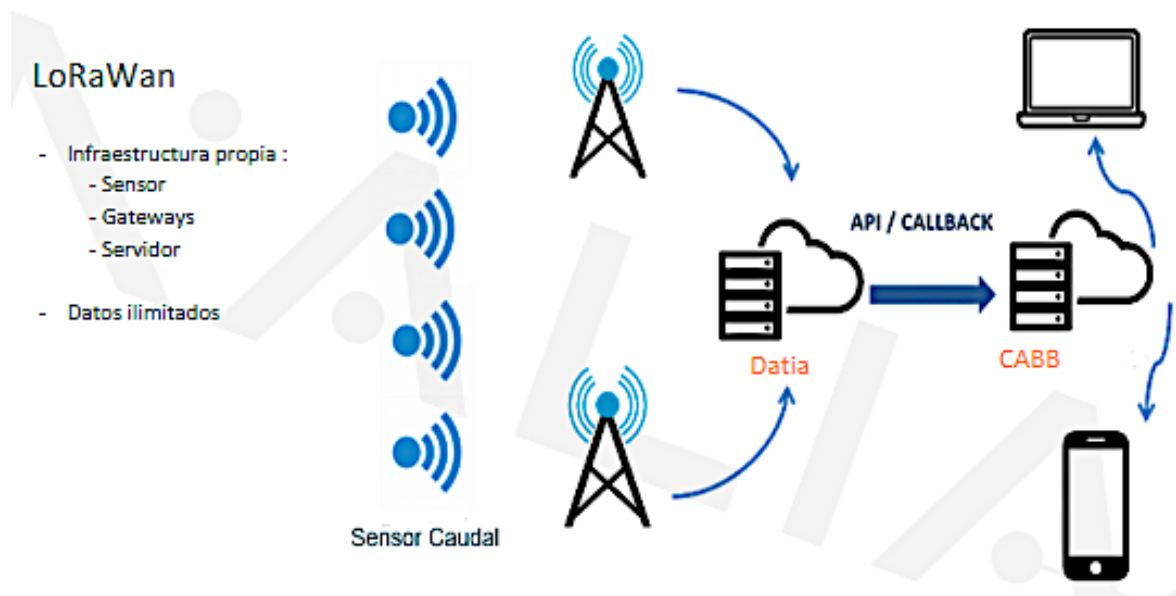 LoRaWan
- Infraestructura propia :
- Sensor
- Gateways
- Servidor
- Datos ilimitados
Sensor Caudal
API / CALLBACK
Datia
CABB